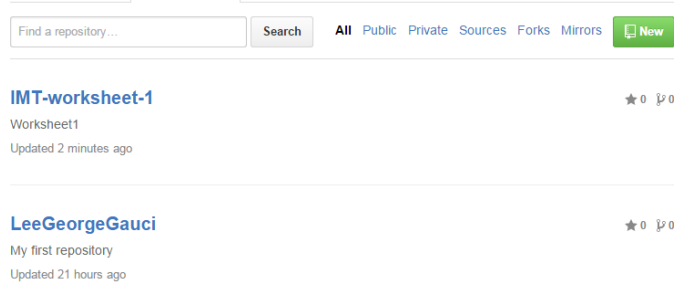 Find a repository… Search All Public Private Sources Forks Mirrors New
IMT-worksheet-1 0 0
Worksheet1
Updated 2 minutes ago
LeeGeorgeGauci 0 0
My first repository
Updated 21 hours ago